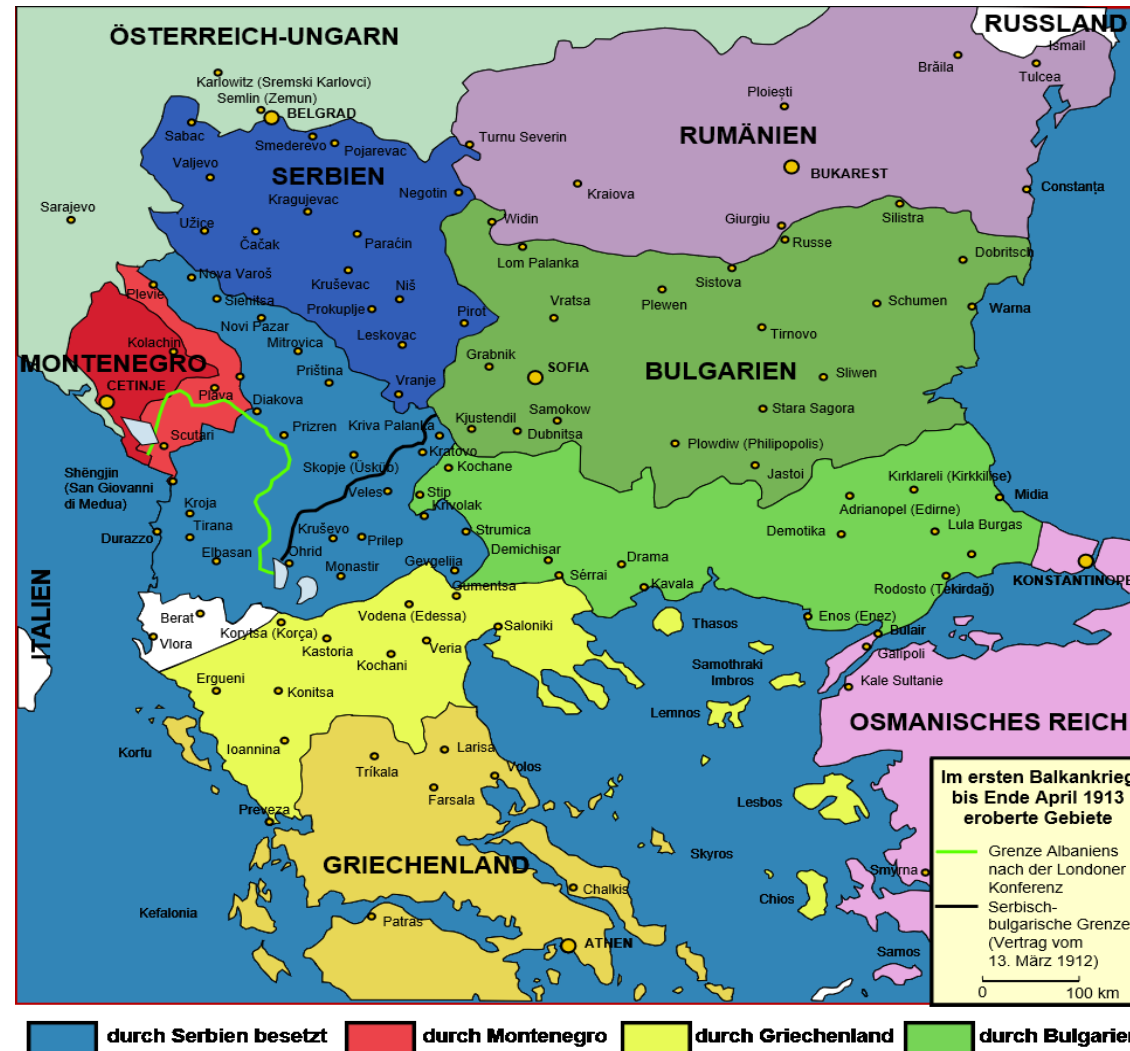 ÖSTERREICH-UNGARN
RUSSLAND
Ismail
Brăila
Tulcea
Karlowitz (Sremski Karlovci)
Semlin (Zemun)
BELGRAD
Ploiești
RUMÄNIEN
Sabac
Smederevo
Pojarevac
Turnu Severin
Valjevo
SERBIEN
BUKAREST
Kragujevac
Negotin
Kraiova
Constanța
Sarajevo
Užice
Čačak
Paraćin
Widin
Giurgiu
Silistra
Russe
Lom Palanka
Dobritsch
Nova Varoš
Kruševac
Niš
Sistova
Plevie
Sienitsa
Prokuplje
Pirot
Vratsa
Plewen
Schumen
Warna
Novi Pazar
Kolachin
Mitrovica
Leskovac
Tirnovo
Grabnik
MONTENEGRO
CETINJE
Priština
SOFIA
BULGARIEN
Sliwen
Plava
Vranje
Diakova
Kjustendil
Samokow
Stara Sagora
Scutari
Prizren
Kriva Palanka
Dubnitsa
Plowdiw (Philipopolis)
Kratovo
Skopje (Üsküb)
Kochane
Jastoi
Shëngjin
(San Giovanni
di Medua)
Veles
Stip
Krivolak
Kırklareli (Kirkkilise)
Adrianopel (Edirne)
Midia
Kroja
Tirana
Durazzo
Kruševo
Prilep
Strumica
Demotika
Lula Burgas
Elbasan
Ohrid
Monastir
Gevgelija
Demichisar
Drama
Gumentsa
Sérrai
Kavala
Rodosto (Tekirdağ)
KONSTANTINOPE
ITALIEN
Berat
Vlora
Korytsa (Korça)
Vodena (Edessa)
Saloniki
Kastoria
Kochani
Veria
Thasos
Enos (Enez)
Bulair
Galipoli
Samothraki
Imbros
Kale Sultanie
Ergueni
Konitsa
Lemnos
OSMANISCHES REICH
Korfu
Ioannina
Larisa
Tríkala
Volos
Farsala
Lesbos
Preveza
Skyros
GRIECHENLAND
Smyrna
Chalkis
Chios
Kefalonia
Patras
ATHEN
Samos
Im ersten Balkankrieg
bis Ende April 1913
eroberte Gebiete
Grenze Albaniens
nach der Londoner
Konferenz
Serbisch-
bulgarische Grenze
(Vertrag vom
13. März 1912)
0 100 km
durch Serbien besetzt durch Montenegro durch Griechenland durch Bulgarien